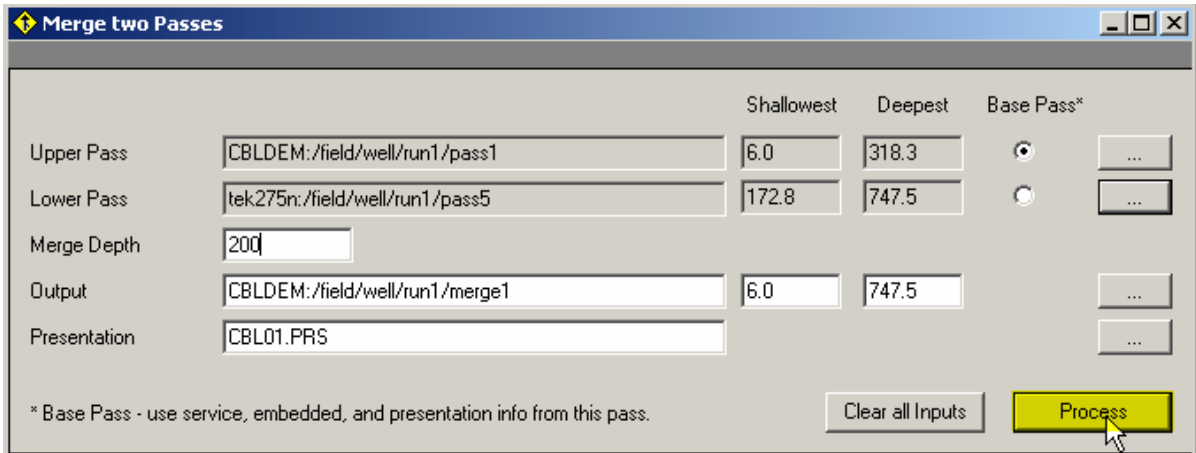 Merge two Passes
Shallowest Deepest Base Pass*
Upper Pass CBLDEM:/field/well/run1/pass1 6.0 318.3 ...
Lower Pass tek275n:/field/well/run1/pass5 172.8 747.5 ...
Merge Depth 200
Output CBLDEM:/field/well/run1/merge1 6.0 747.5 ...
Presentation CBL01.PRS ...
* Base Pass - use service, embedded, and presentation info from this pass. Clear all Inputs Process